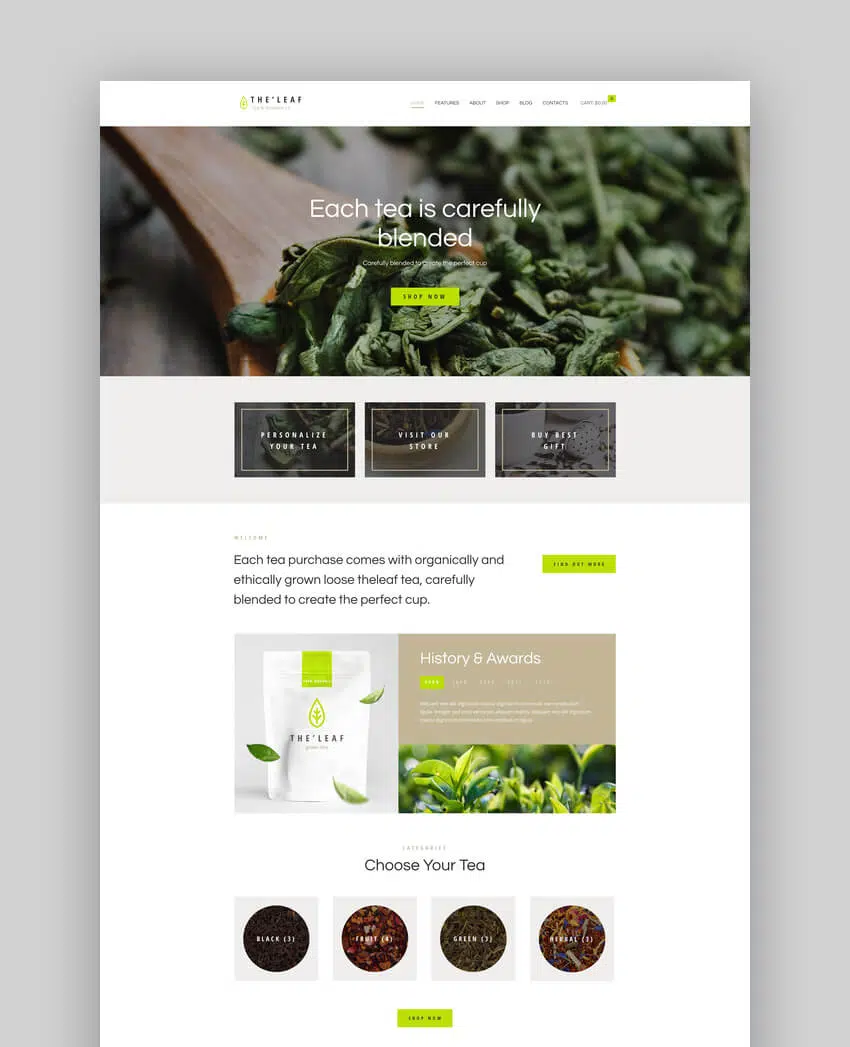 THE'LEAF
HOME
FEATURES
ABOUT
SHOP
BLOG
CONTACTS
CART: $0.00
0
Each tea is carefully
blended
Carefully blended to create the perfect cup
SHOP NOW
PERSONALIZE
YOUR TEA
VISIT OUR
STORE
BUY BEST
GIFT
WELCOME
Each tea purchase comes with organically and
ethically grown loose theleaf tea, carefully
blended to create the perfect cup.
FIND OUT MORE
THE'LEAF
green tea
History & Awards
CATEGORIES
Choose Your Tea
BLACK (3)
FRUIT (4)
GREEN (3)
HERBAL (3)
SHOP NOW